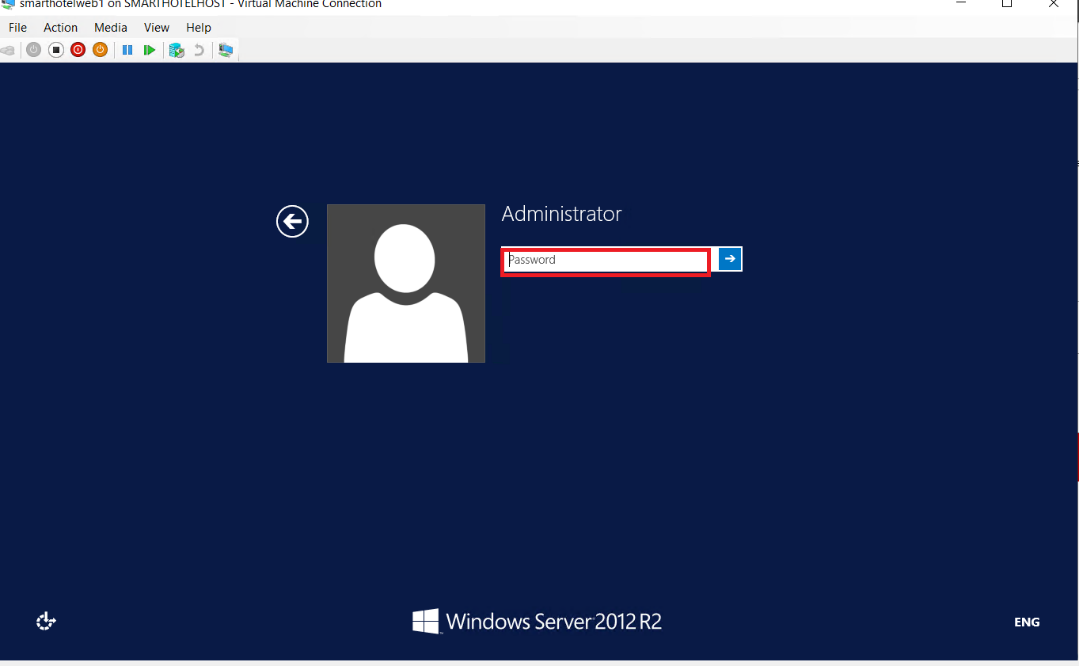 smarthotelweb1 on SMARTHOTELHOST - Virtual Machine Connection
File Action Media View Help
Administrator
Password
Windows Server 2012 R2
ENG